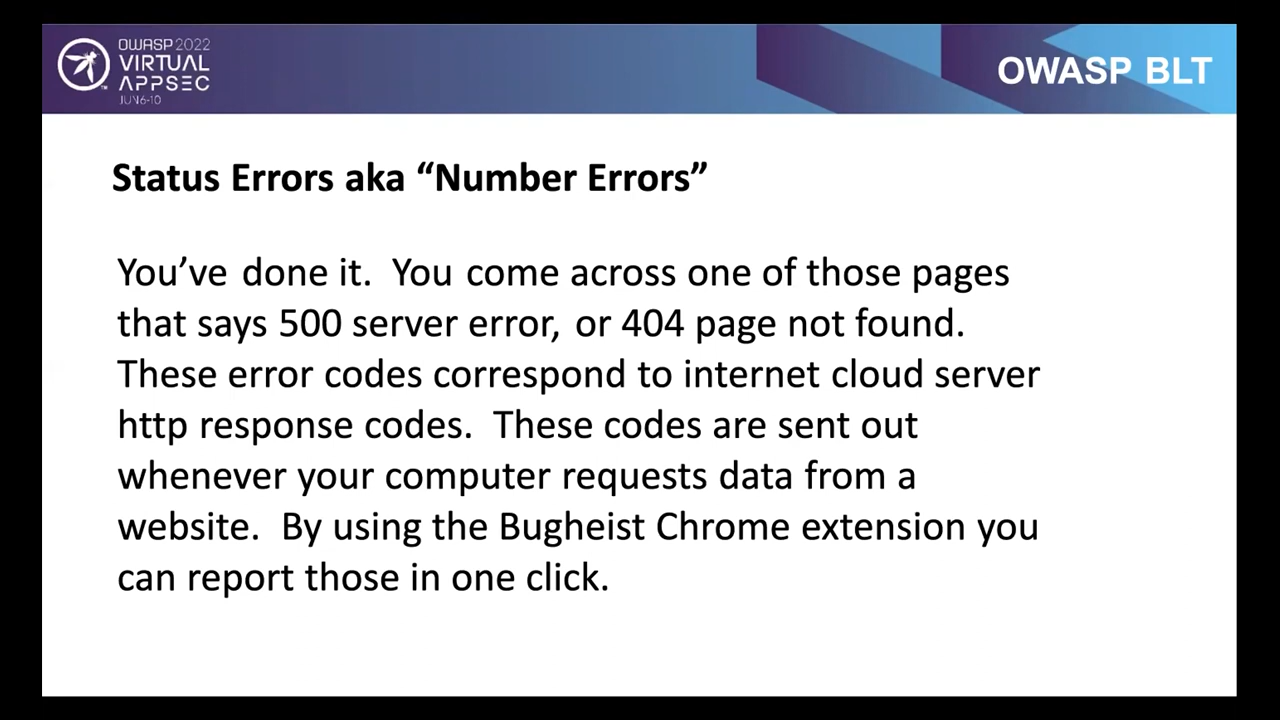 OWASP 2022
VIRTUAL
APPSEC
JUN 6-10
OWASP BLT
Status Errors aka “Number Errors”
You’ve done it. You come across one of those pages
that says 500 server error, or 404 page not found.
These error codes correspond to internet cloud server
http response codes. These codes are sent out
whenever your computer requests data from a
website. By using the Bugheist Chrome extension you
can report those in one click.